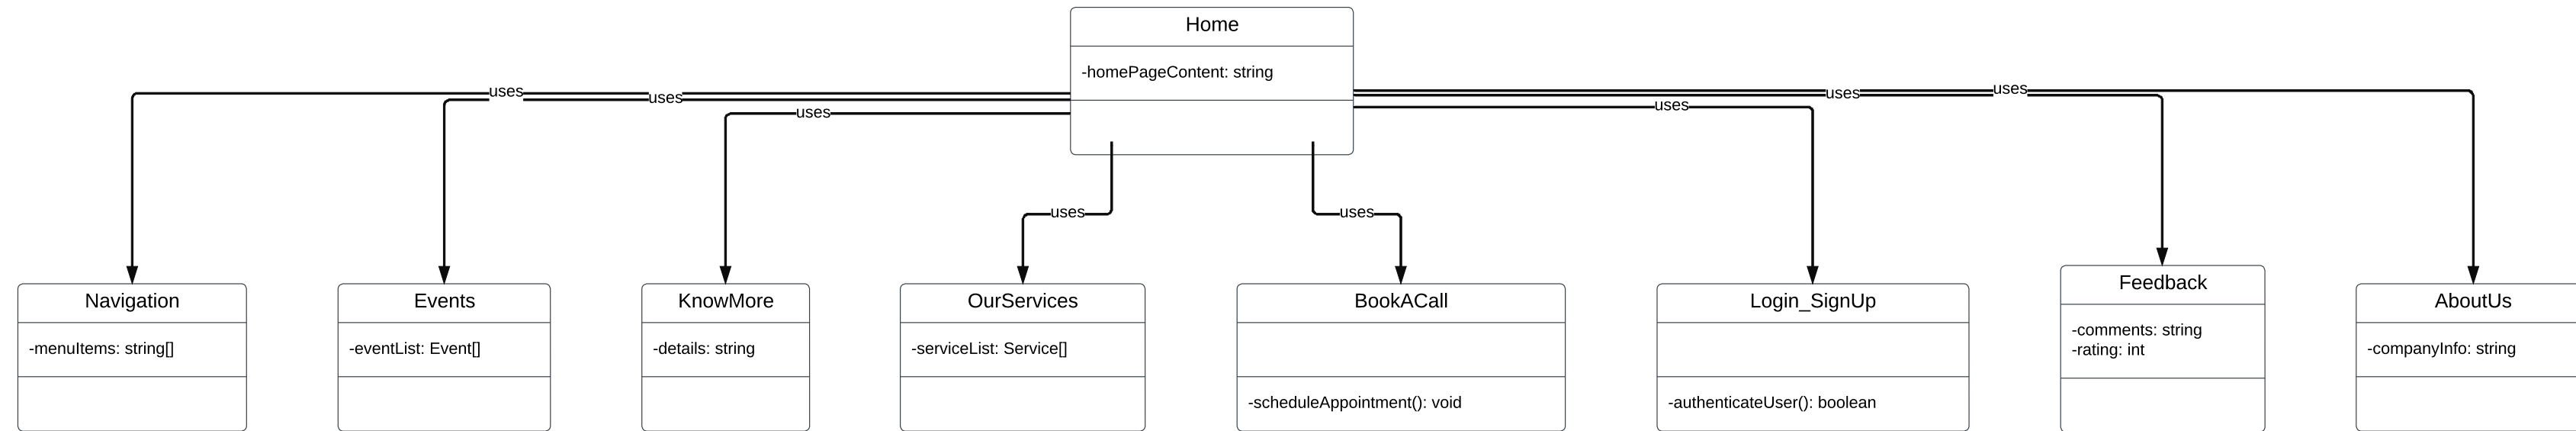 Home
-homePageContent: string
uses
uses
uses
uses
uses
uses
uses
uses
Navigation
-menuItems: string[]
Events
-eventList: Event[]
KnowMore
-details: string
OurServices
-serviceList: Service[]
BookACall
-scheduleAppointment(): void
Login_SignUp
-authenticateUser(): boolean
Feedback
-comments: string
-rating: int
AboutUs
-companyInfo: string